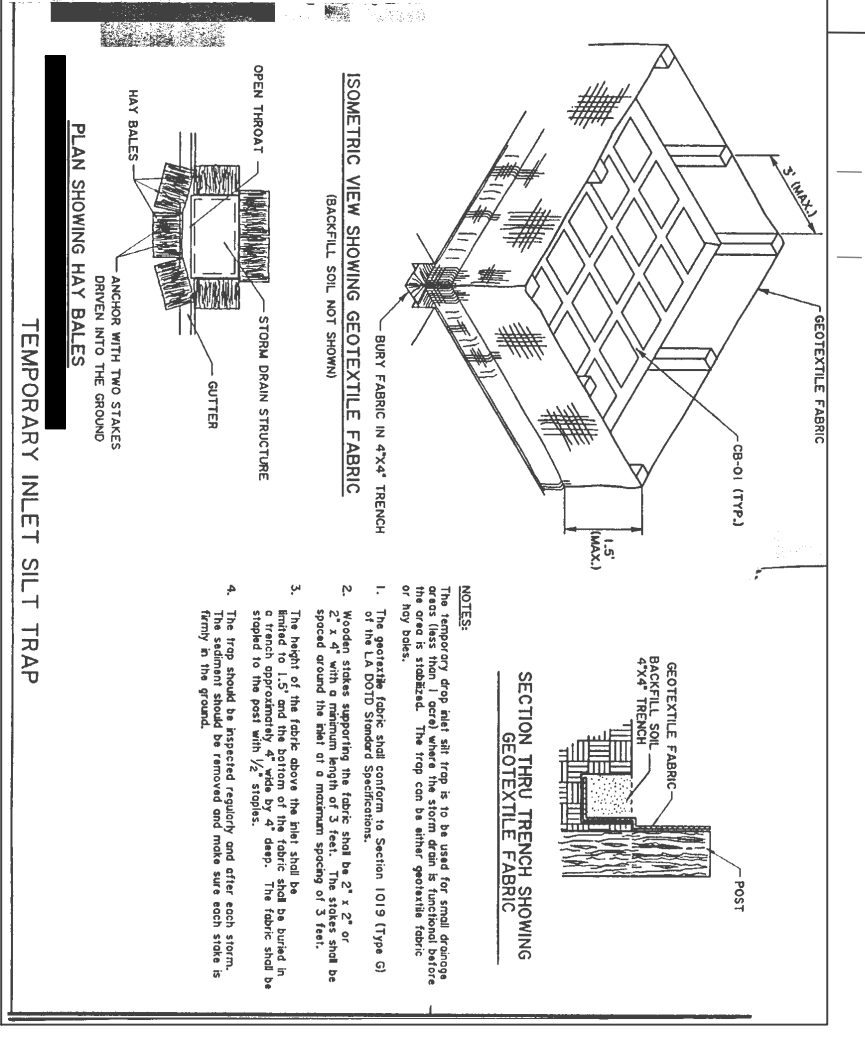 GEOTEXTILE FABRIC
3' (MAX.)
CB-01 (TYP.)
1.5'
(MAX.)
BURY FABRIC IN 4"X4" TRENCH
ISOMETRIC VIEW SHOWING GEOTEXTILE FABRIC
(BACKFILL SOIL NOT SHOWN)
OPEN THROAT
STORM DRAIN STRUCTURE
GUTTER
HAY BALES
ANCHOR WITH TWO STAKES
DRIVEN INTO THE GROUND
PLAN SHOWING HAY BALES
GEOTEXTILE FABRIC
BACKFILL SOIL
4"X4" TRENCH
POST
SECTION THRU TRENCH SHOWING
GEOTEXTILE FABRIC
NOTES:
The temporary drop inlet silt trap is to be used for small drainage
areas (less than 1 acre) where the storm drain is functional before
the area is stabilized. The trap can be either geotextile fabric
or hay bales.
1. The geotextile fabric shall conform to Section 1019 (Type G)
of the LA DOTD Standard Specifications.
2. Wooden stakes supporting the fabric shall be 2" x 2" or
2" x 4" with a minimum length of 3 feet. The stakes shall be
spaced around the inlet at a maximum spacing of 3 feet.
3. The height of the fabric above the inlet shall be
limited to 1.5' and the bottom of the fabric shall be buried in
a trench approximately 4" wide by 4" deep. The fabric shall be
stapled to the post with 1/2" staples.
4. The trap should be inspected regularly and after each storm.
The sediment should be removed and make sure each stake is
firmly in the ground.
TEMPORARY INLET SILT TRAP